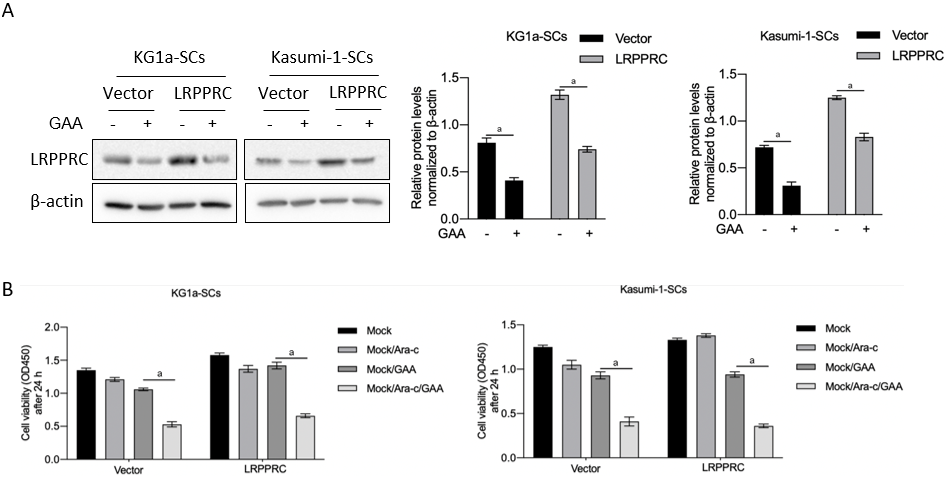 A
KG1a-SCs
Kasumi-1-SCs
Vector
LRPPRC
Vector
LRPPRC
GAA
- + - +
- + - +
LRPPRC
β-actin
KG1a-SCs
Vector
LRPPRC
Relative protein levels
normalized to β-actin
1.5
1.0
0.5
0.0
a
a
GAA - + - +
Kasumi-1-SCs
Vector
LRPPRC
Relative protein levels
normalized to β-actin
1.5
1.0
0.5
0.0
a
a
GAA - + - +
B
KG1a-SCs
Cell viability (OD450)
after 24 h
2.0
1.5
1.0
0.5
0.0
a
a
Vector
LRPPRC
Mock
Mock/Ara-c
Mock/GAA
Mock/Ara-c/GAA
Kasumi-1-SCs
Cell viability (OD450)
after 24 h
1.5
1.0
0.5
0.0
a
a
Vector
LRPPRC
Mock
Mock/Ara-c
Mock/GAA
Mock/Ara-c/GAA